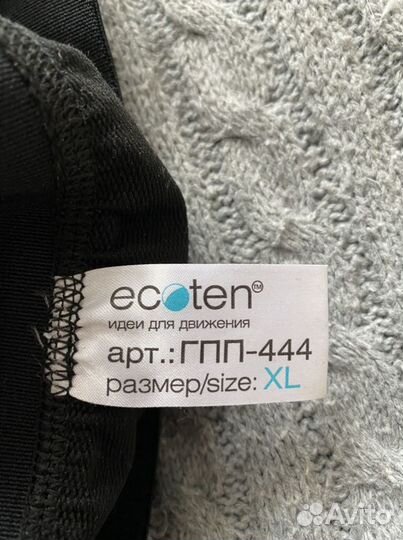 ecoten™
идеи для движения
арт.: ГПП-444
размер/size: XL
Avito